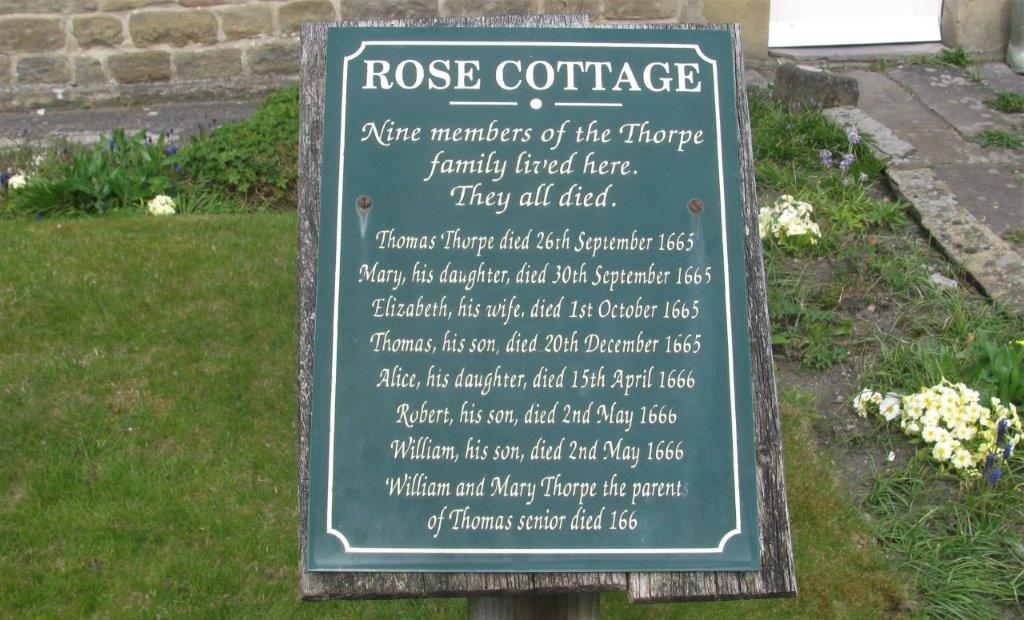 ROSE COTTAGE
Nine members of the Thorpe
family lived here.
They all died.
Thomas Thorpe died 26th September 1665
Mary, his daughter, died 30th September 1665
Elizabeth, his wife, died 1st October 1665
Thomas, his son, died 20th December 1665
Alice, his daughter, died 15th April 1666
Robert, his son, died 2nd May 1666
William, his son, died 2nd May 1666
William and Mary Thorpe the parents
of Thomas senior died 166